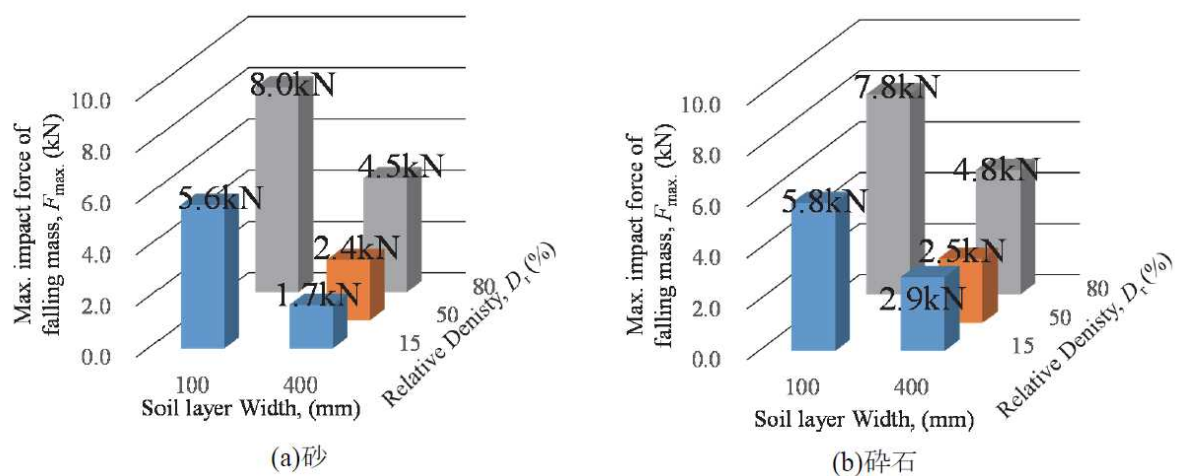 Max. impact force of
falling mass, Fmax. (kN)
10.0
8.0
6.0
4.0
2.0
0.0
5.6kN
8.0kN
1.7kN
2.4kN
4.5kN
100
400
15
50
80
Soil layer Width, (mm)
Relative Denisty, Dr (%)
(a)砂
Max. impact force of
falling mass, Fmax. (kN)
10.0
8.0
6.0
4.0
2.0
0.0
5.8kN
7.8kN
2.9kN
2.5kN
4.8kN
100
400
15
50
80
Soil layer Width, (mm)
Relative Denisty, Dr (%)
(b)砕石